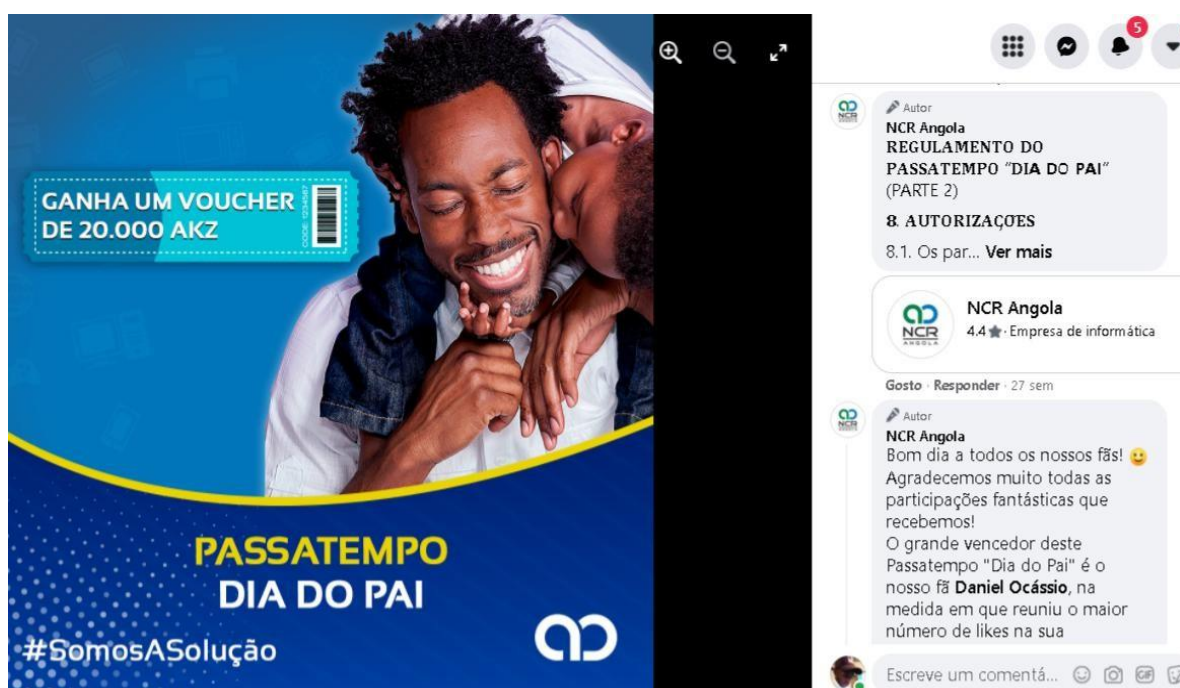 GANHA UM VOUCHER
DE 20.000 AKZ
CODE: 1234567
PASSATEMPO
DIA DO PAI
#SomosASolução
5
Autor
NCR Angola
REGULAMENTO DO
PASSATEMPO "DIA DO PAI"
(PARTE 2)
8. AUTORIZAÇÕES
8.1. Os par... Ver mais
NCR
ANGOLA
NCR Angola
4.4 · Empresa de informática
Gosto · Responder · 27 sem
Autor
NCR Angola
Bom dia a todos os nossos fãs!
Agradecemos muito todas as
participações fantásticas que
recebemos!
O grande vencedor deste
Passatempo "Dia do Pai" é o
nosso fã Daniel Ocássio, na
medida em que reuniu o maior
número de likes na sua
Escreve um comentá...
GIF